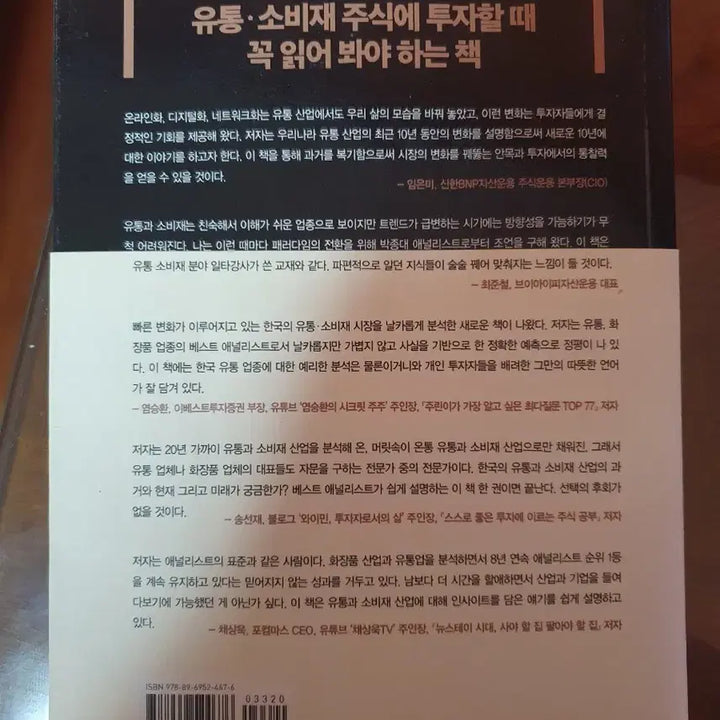 유통·소비재 주식에 투자할 때
꼭 읽어 봐야 하는 책
온라인화, 디지털화, 네트워크화는 유통 산업에서도 우리 삶의 모습을 바꿔 놓았고, 이런 변화는 투자자들에게 결
정적인 기회를 제공해 왔다. 저자는 우리나라 유통 산업의 최근 10년 동안의 변화를 설명함으로써 새로운 10년에
대한 이야기를 하고자 한다. 이 책을 통해 과거를 복기함으로써 시장의 변화를 꿰뚫는 안목과 투자에서의 통찰력
을 얻을 수 있을 것이다.
– 임은미, 신한BNP자산운용 주식운용 본부장(CIO)
유통과 소비재는 친숙해서 이해가 쉬운 업종으로 보이지만 트렌드가 급변하는 시기에는 방향성을 가늠하기가 무
척 어려워진다. 나는 이런 때마다 패러다임의 전환을 위해 박종대 애널리스트로부터 조언을 구해 왔다. 이 책은
유통 소비재 분야 일타강사가 쓴 교재와 같다. 파편적으로 알던 지식들이 술술 꿰어 맞춰지는 느낌이 들 것이다.
– 최준철, 브이아이피자산운용 대표
빠른 변화가 이루어지고 있는 한국의 유통·소비재 시장을 날카롭게 분석한 새로운 책이 나왔다. 저자는 유통, 화
장품 업종의 베스트 애널리스트로서 날카롭지만 가볍지 않고 사실을 기반으로 한 정확한 예측으로 정평이 나 있
다. 이 책에는 한국 유통 업종에 대한 예리한 분석은 물론이거니와 개인 투자자들을 배려한 그만의 따뜻한 언어
가 잘 담겨 있다.
– 염승환, 이베스트투자증권 부장, 유튜브 '염승환의 시크릿 주주' 주인장, 『주린이가 가장 알고 싶은 최다질문 TOP 77』 저자
저자는 20년 가까이 유통과 소비재 산업을 분석해 온, 머릿속이 온통 유통과 소비재 산업으로만 채워진, 그래서
유통 업체나 화장품 업체의 대표들도 자문을 구하는 전문가 중의 전문가이다. 한국의 유통과 소비재 산업의 과
거와 현재 그리고 미래가 궁금한가? 베스트 애널리스트가 쉽게 설명하는 이 책 한 권이면 끝난다. 선택의 후회가
없을 것이다.
– 송선재, 블로그 '와이민, 투자자로서의 삶' 주인장, 『스스로 좋은 투자에 이르는 주식 공부』 저자
저자는 애널리스트의 표준과 같은 사람이다. 화장품 산업과 유통업을 분석하면서 8년 연속 애널리스트 순위 1등
을 계속 유지하고 있다는 믿어지지 않는 성과를 거두고 있다. 남보다 더 시간을 할애하면서 산업과 기업을 들여
다보기에 가능했던 게 아닌가 싶다. 이 책은 유통과 소비재 산업에 대해 인사이트를 담은 얘기를 쉽게 설명하고
있다.
– 채상욱, 포컴마스 CEO, 유튜브 '채상욱TV' 주인장, 『뉴스테이 시대, 사야 할 집 팔아야 할 집』 저자
ISBN 978-89-6952-467-6
03320